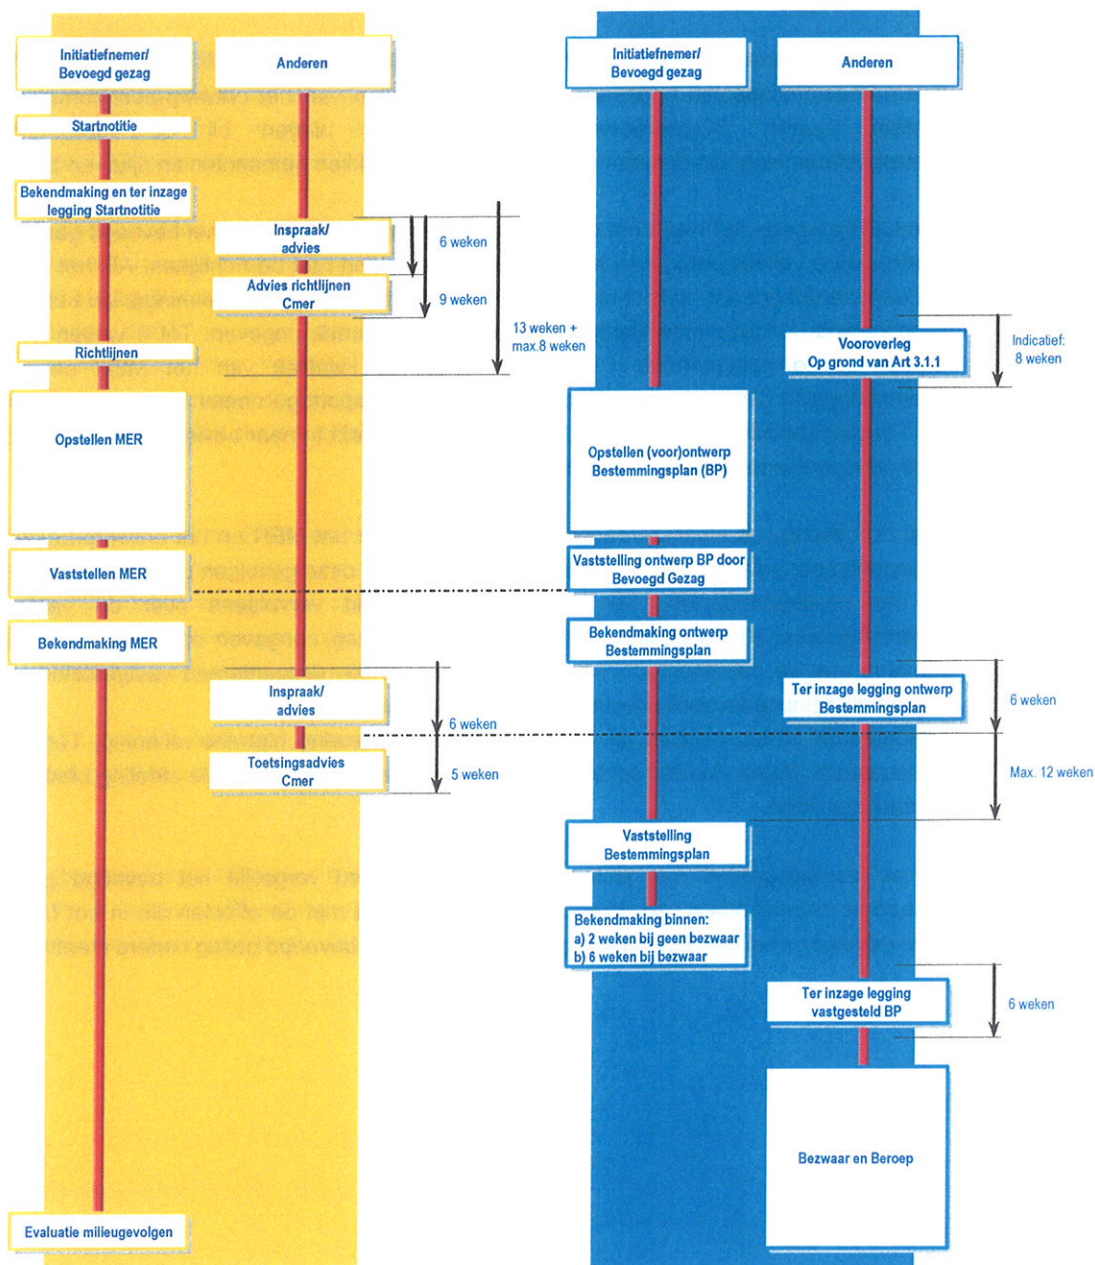 Initiatiefnemer/
Bevoegd gezag
Anderen
Startnotitie
Bekendmaking en ter inzage
legging Startnotitie
Inspraak/
advies
6 weken
Advies richtlijnen
Cmer
9 weken
13 weken +
max.8 weken
Richtlijnen
Opstellen MER
Vaststellen MER
Bekendmaking MER
Inspraak/
advies
6 weken
Toetsingsadvies
Cmer
5 weken
Evaluatie milieugevolgen
Initiatiefnemer/
Bevoegd gezag
Anderen
Vooroverleg
Op grond van Art 3.1.1
Indicatief:
8 weken
Opstellen (voor)ontwerp
Bestemmingsplan (BP)
Vaststelling ontwerp BP door
Bevoegd Gezag
Bekendmaking ontwerp
Bestemmingsplan
Ter inzage legging ontwerp
Bestemmingsplan
6 weken
Max. 12 weken
Vaststelling
Bestemmingsplan
Bekendmaking binnen:
a) 2 weken bij geen bezwaar
b) 6 weken bij bezwaar
Ter inzage legging
vastgesteld BP
6 weken
Bezwaar en Beroep